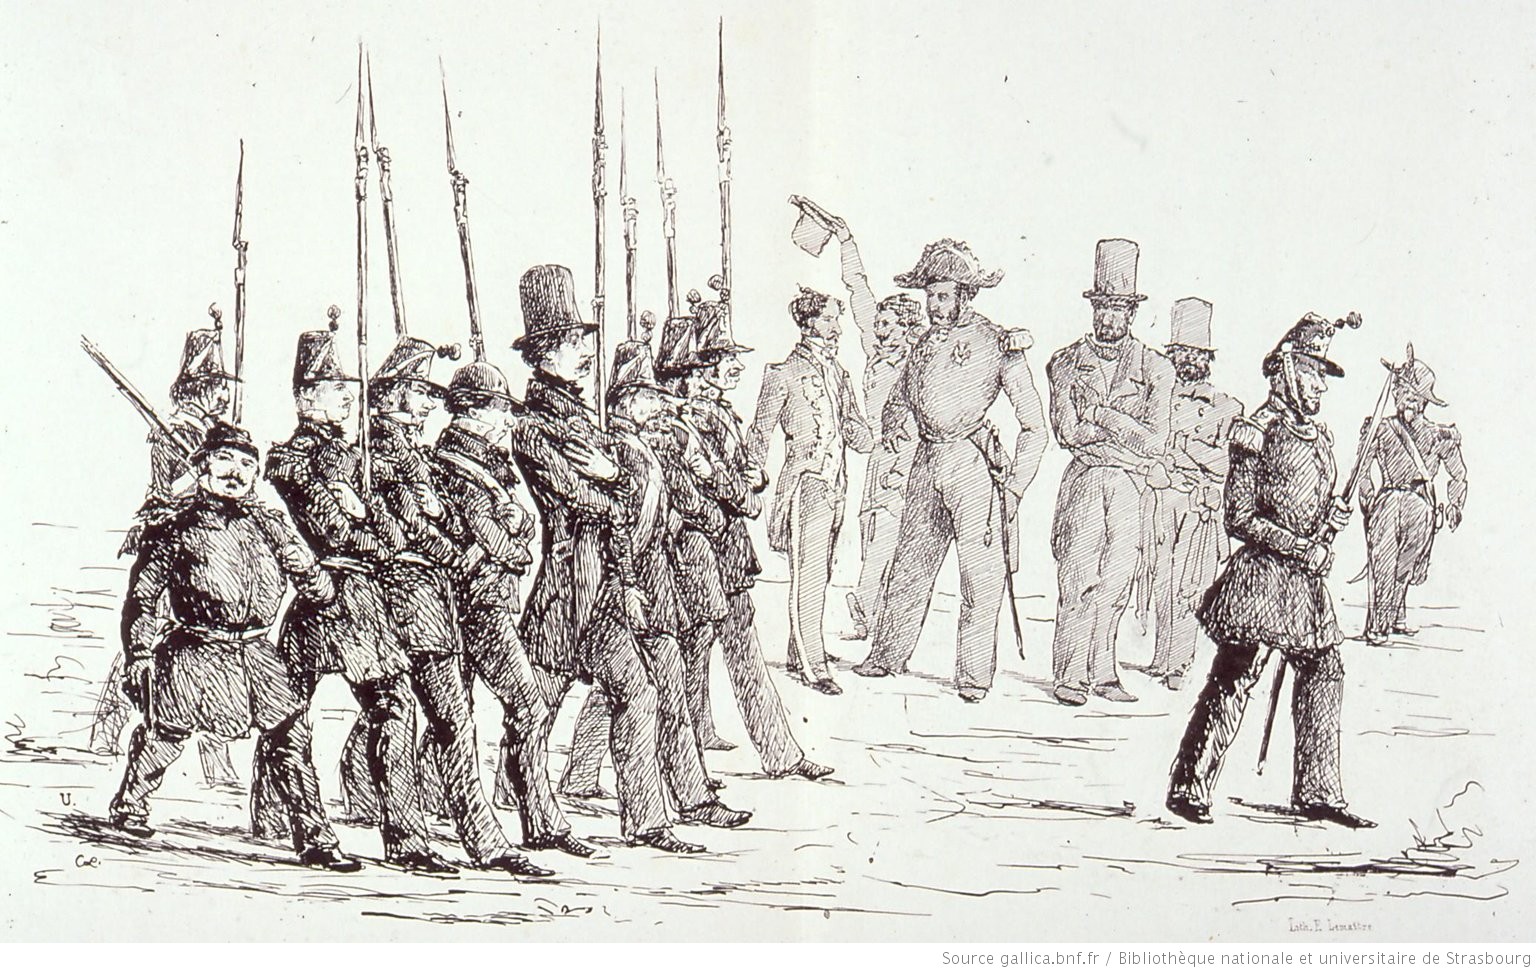 U.
Lith. E. Lemaître
Source gallica.bnf.fr / Bibliothèque nationale et universitaire de Strasbourg